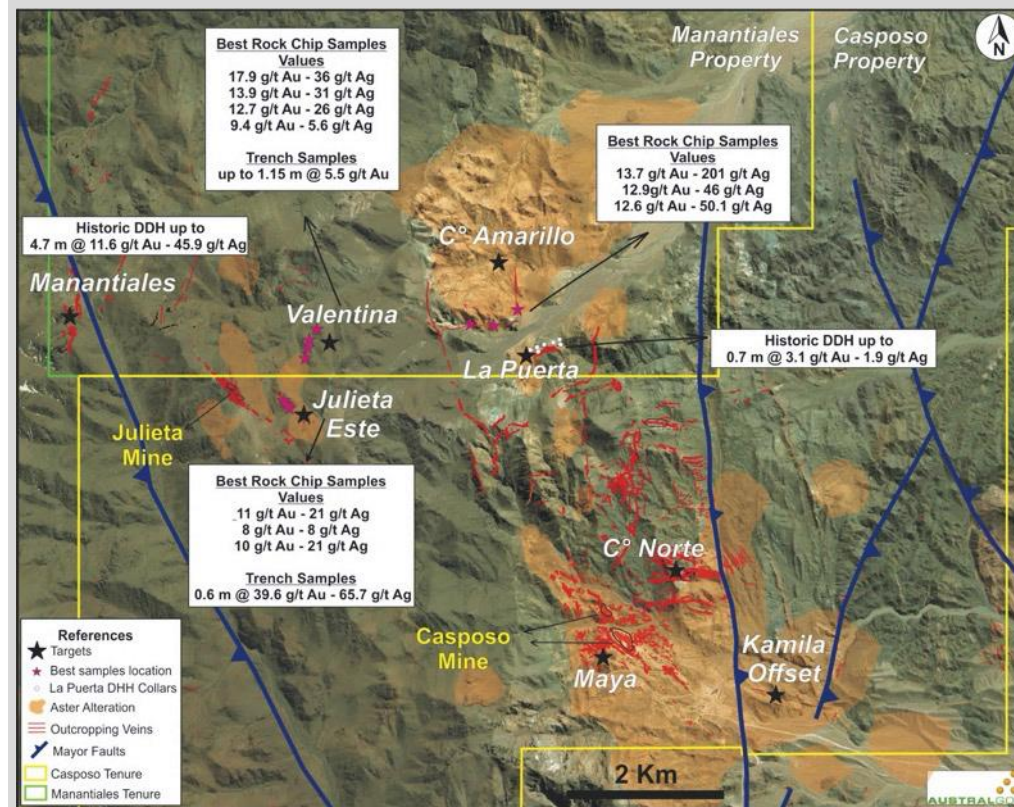 Manantiales
Property
Casposo
Property
N
Best Rock Chip Samples
Values
17.9 g/t Au - 36 g/t Ag
13.9 g/t Au - 31 g/t Ag
12.7 g/t Au - 26 g/t Ag
9.4 g/t Au - 5.6 g/t Ag
Trench Samples
up to 1.15 m @ 5.5 g/t Au
Best Rock Chip Samples
Values
13.7 g/t Au - 201 g/t Ag
12.9g/t Au - 46 g/t Ag
12.6 g/t Au - 50.1 g/t Ag
Historic DDH up to
4.7 m @ 11.6 g/t Au - 45.9 g/t Ag
Manantiales
C° Amarillo
Valentina
La Puerta
Historic DDH up to
0.7 m @ 3.1 g/t Au - 1.9 g/t Ag
Julieta
Este
Julieta
Mine
Best Rock Chip Samples
Values
11 g/t Au - 21 g/t Ag
8 g/t Au - 8 g/t Ag
10 g/t Au - 21 g/t Ag
Trench Samples
0.6 m @ 39.6 g/t Au - 65.7 g/t Ag
C° Norte
Casposo
Mine
Maya
Kamila
Offset
References
Targets
Best samples location
La Puerta DHH Collars
Aster Alteration
Outcropping Veins
Mayor Faults
Casposo Tenure
Manantiales Tenure
2 Km
AUSTRALGO